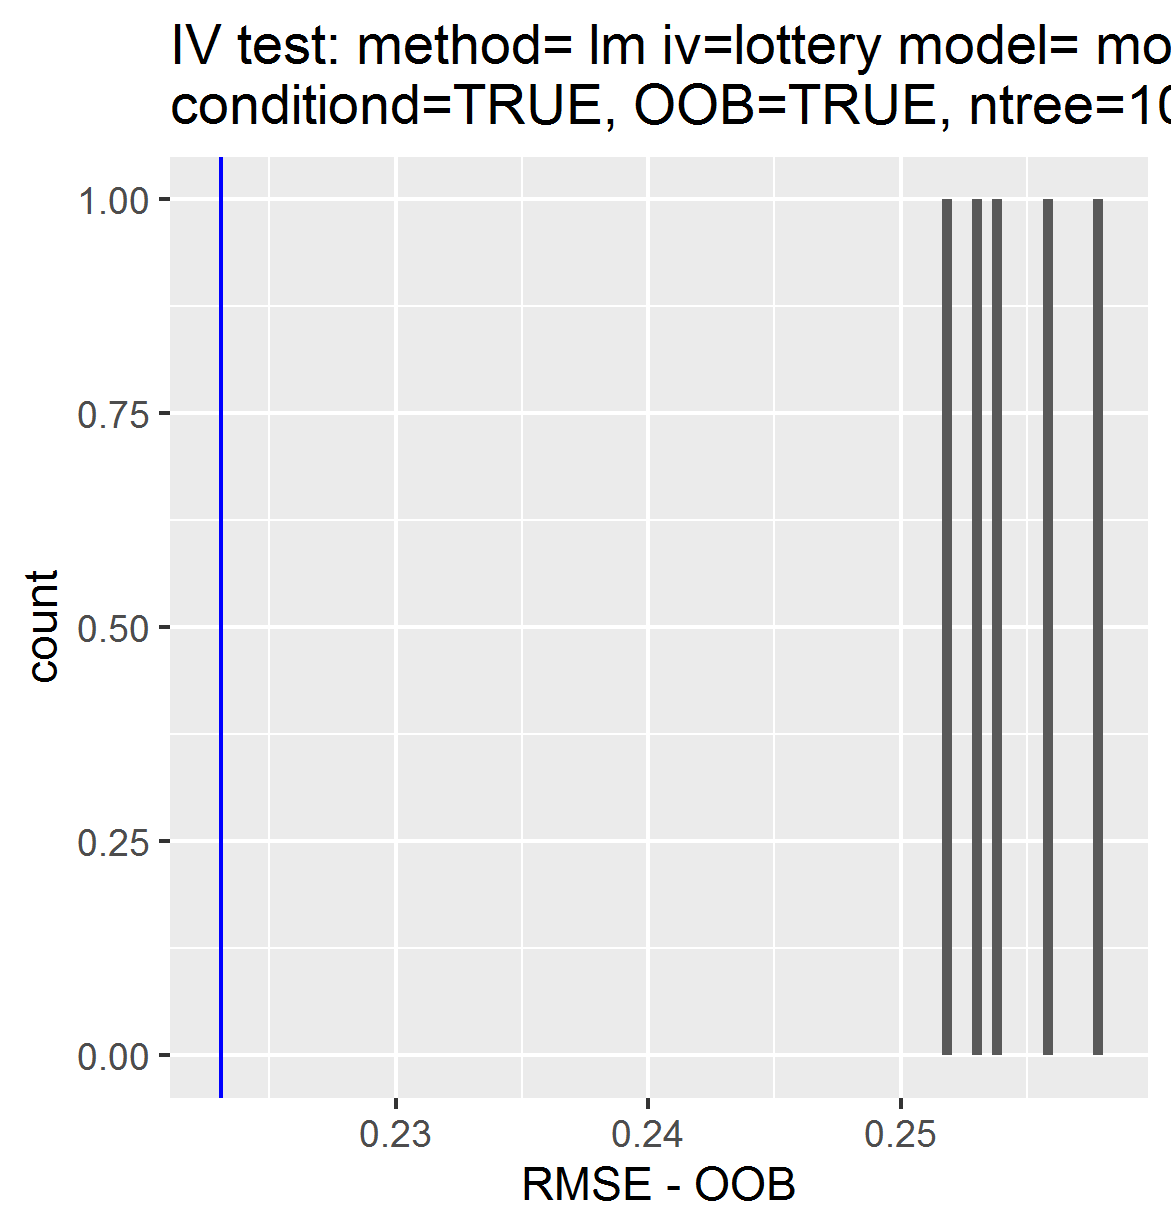 IV test: method= lm iv=lottery model= mo
conditiond=TRUE, OOB=TRUE, ntree=10
1.00
0.75
0.50
0.25
0.00
count
0.23 0.24 0.25
RMSE - OOB